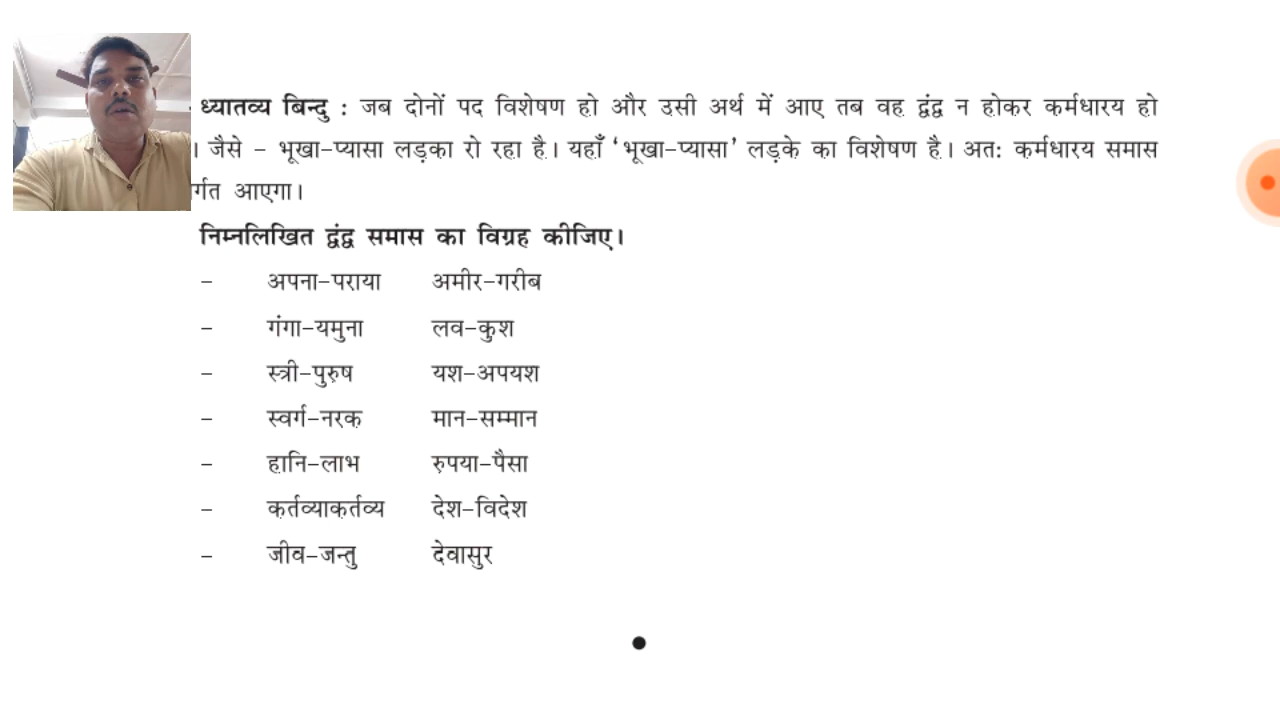 ध्यातव्य बिन्दु : जब दोनों पद विशेषण हो और उसी अर्थ में आए तब वह द्वंद्व न होकर कर्मधारय हो
। जैसे - भूखा-प्यासा लड़का रो रहा है। यहाँ 'भूखा-प्यासा' लड़के का विशेषण है। अतः कर्मधारय समास
आएगा।
निम्नलिखित द्वंद्व समास का विग्रह कीजिए।
- अपना-पराया अमीर-गरीब
- गंगा-यमुना लव-कुश
- स्त्री-पुरुष यश-अपयश
- स्वर्ग-नरक मान-सम्मान
- हानि-लाभ रुपया-पैसा
- कर्तव्याकर्तव्य देश-विदेश
- जीव-जन्तु देवासुर